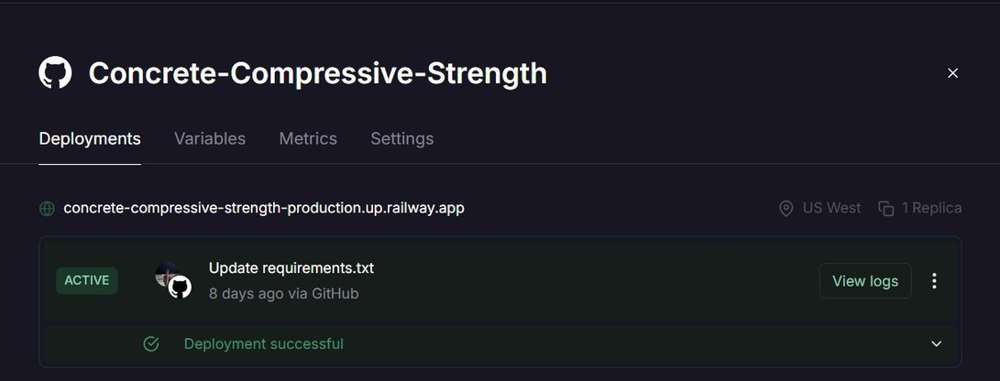 Concrete-Compressive-Strength
Deployments Variables Metrics Settings
concrete-compressive-strength-production.up.railway.app US West 1 Replica
ACTIVE Update requirements.txt View logs
8 days ago via GitHub
Deployment successful